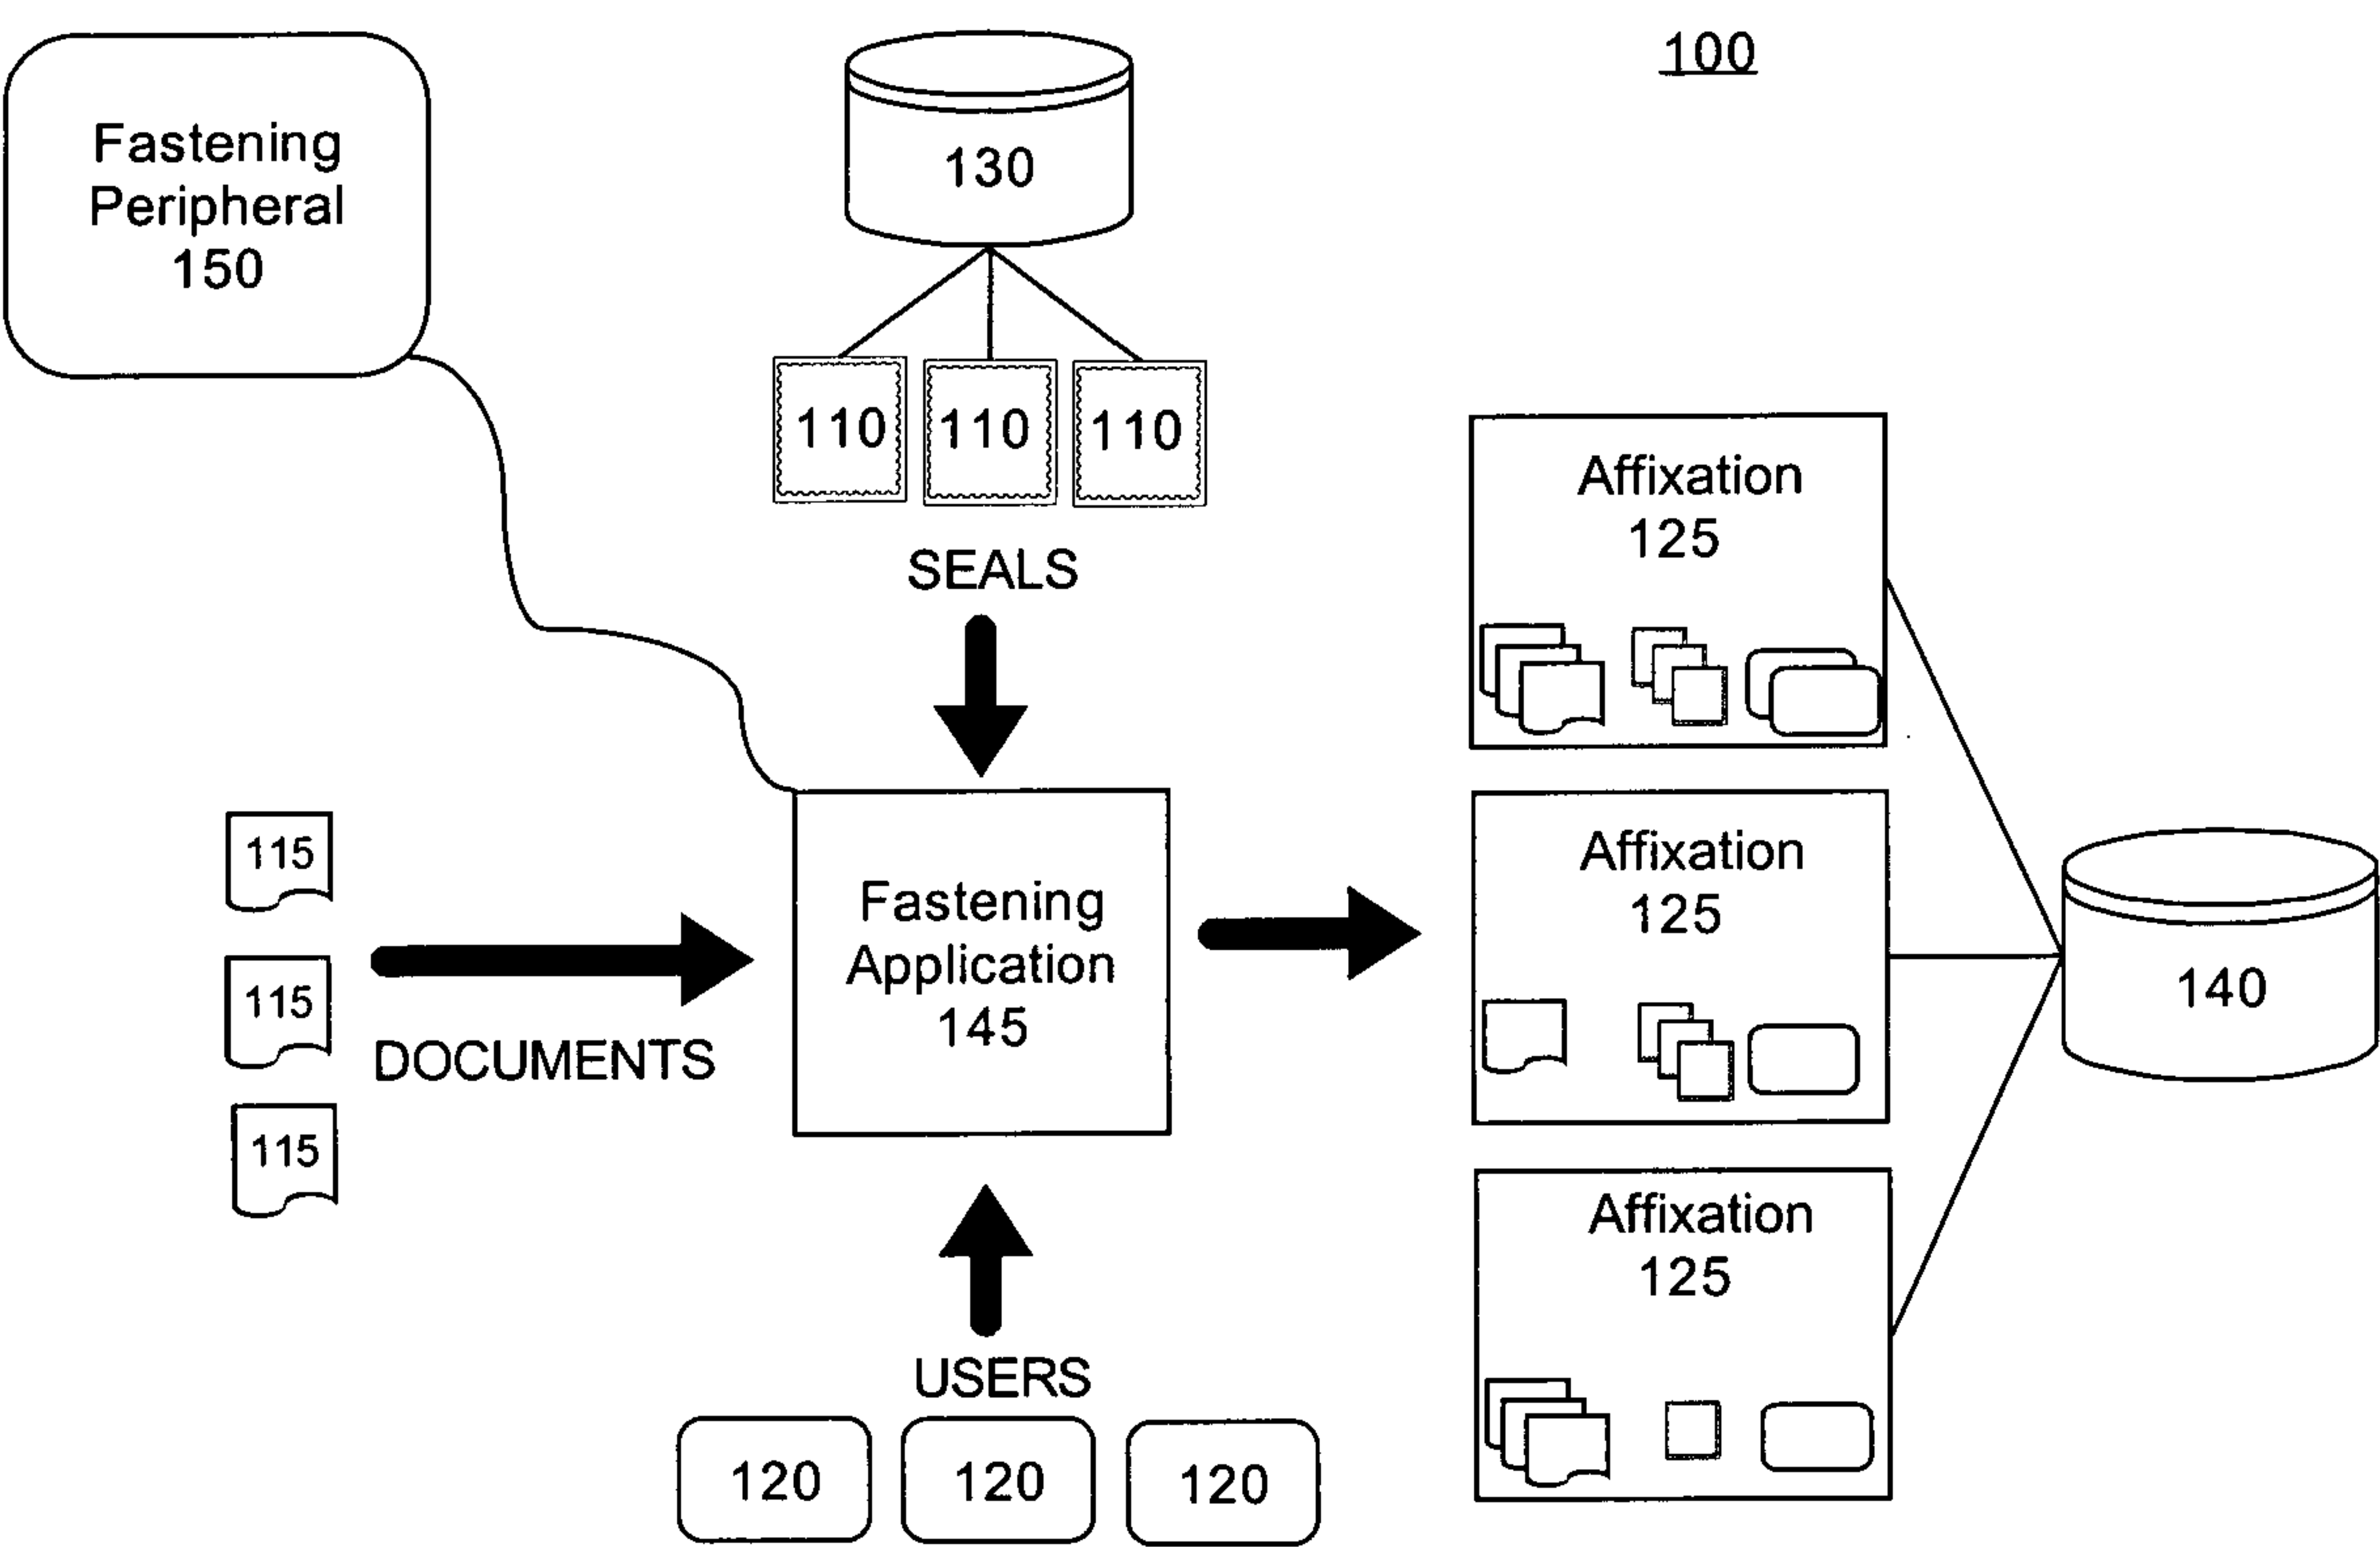 100
Fastening
Peripheral
150
130
110 110 110
SEALS
Affixation
125
115
115
115
DOCUMENTS
Fastening
Application
145
Affixation
125
140
Affixation
125
USERS
120 120 120